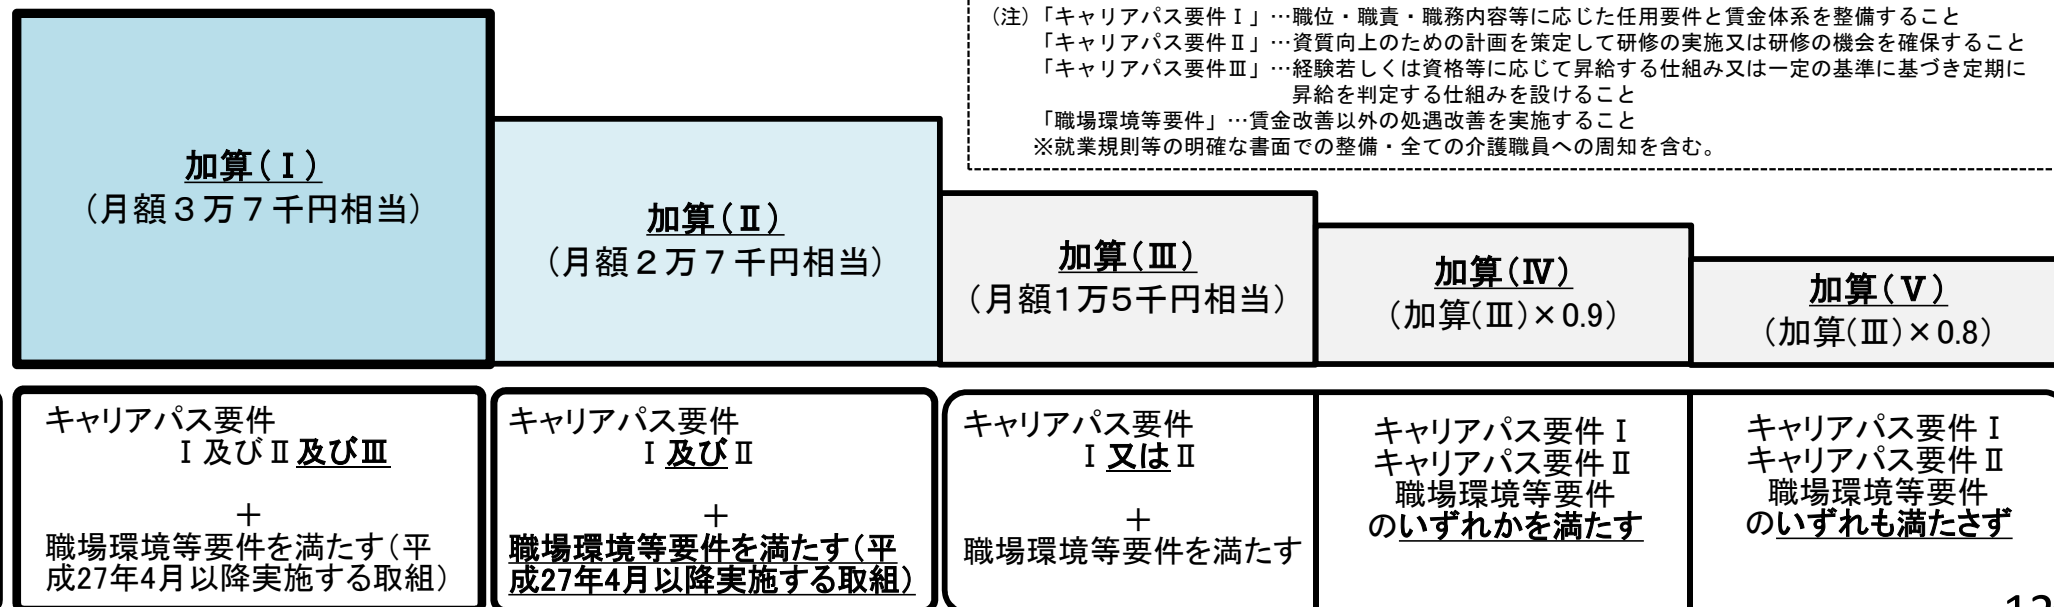 （注）「キャリアパス要件Ⅰ」…職位・職責・職務内容等に応じた任用要件と賃金体系を整備すること
「キャリアパス要件Ⅱ」…資質向上のための計画を策定して研修の実施又は研修の機会を確保すること
「キャリアパス要件Ⅲ」…経験若しくは資格等に応じて昇給する仕組み又は一定の基準に基づき定期に
昇給を判定する仕組みを設けること
「職場環境等要件」…賃金改善以外の処遇改善を実施すること
※就業規則等の明確な書面での整備・全ての介護職員への周知を含む。
加算（Ⅰ）
（月額３万７千円相当）
加算（Ⅱ）
（月額２万７千円相当）
加算（Ⅲ）
（月額1万5千円相当）
加算（Ⅳ）
（加算（Ⅲ）×0.9）
加算（Ⅴ）
（加算（Ⅲ）×0.8）
キャリアパス要件
Ⅰ及びⅡ及びⅢ
＋
職場環境等要件を満たす（平
成27年4月以降実施する取組）
キャリアパス要件
Ⅰ及びⅡ
＋
職場環境等要件を満たす（平
成27年4月以降実施する取組）
キャリアパス要件
Ⅰ又はⅡ
＋
職場環境等要件を満たす
キャリアパス要件Ⅰ
キャリアパス要件Ⅱ
職場環境等要件
のいずれかを満たす
キャリアパス要件Ⅰ
キャリアパス要件Ⅱ
職場環境等要件
のいずれも満たさず